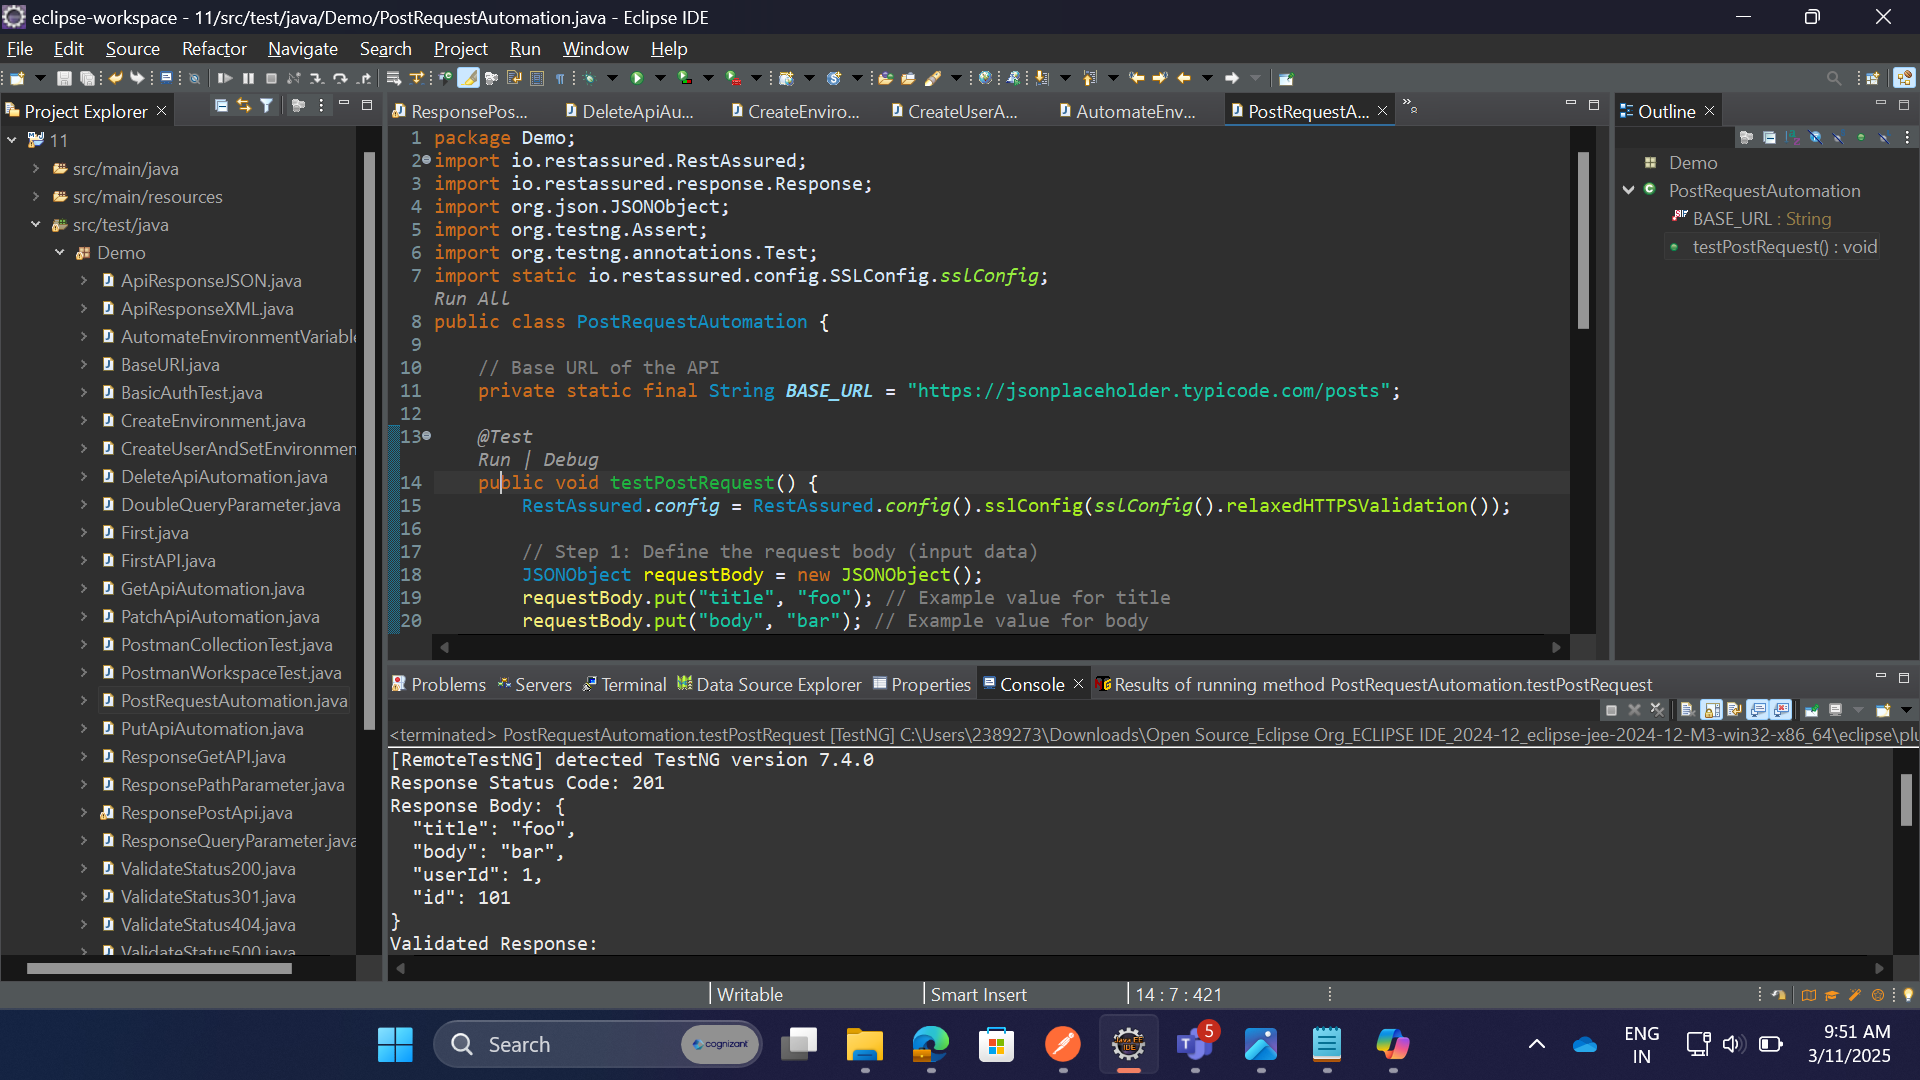 eclipse-workspace - 11/src/test/java/Demo/PostRequestAutomation.java - Eclipse IDE
File Edit Source Refactor Navigate Search Project Run Window Help
Project Explorer
11
src/main/java
src/main/resources
src/test/java
Demo
ApiResponseJSON.java
ApiResponseXML.java
AutomateEnvironmentVariable
BaseURI.java
BasicAuthTest.java
CreateEnvironment.java
CreateUserAndSetEnvironmen
DeleteApiAutomation.java
DoubleQueryParameter.java
First.java
FirstAPI.java
GetApiAutomation.java
PatchApiAutomation.java
PostmanCollectionTest.java
PostmanWorkspaceTest.java
PostRequestAutomation.java
PutApiAutomation.java
ResponseGetAPI.java
ResponsePathParameter.java
ResponsePostApi.java
ResponseQueryParameter.java
ValidateStatus200.java
ValidateStatus301.java
ValidateStatus404.java
ValidateStatus500.java
ResponsePos... DeleteApiAu... CreateEnviro... CreateUserA... AutomateEnv... PostRequestA...
1 package Demo;
2 import io.restassured.RestAssured;
3 import io.restassured.response.Response;
4 import org.json.JSONObject;
5 import org.testng.Assert;
6 import org.testng.annotations.Test;
7 import static io.restassured.config.SSLConfig.sslConfig;
Run All
8 public class PostRequestAutomation {
9
10 // Base URL of the API
11 private static final String BASE_URL = "https://jsonplaceholder.typicode.com/posts";
12
13 @Test
Run | Debug
14 public void testPostRequest() {
15 RestAssured.config = RestAssured.config().sslConfig(sslConfig().relaxedHTTPSValidation());
16
17 // Step 1: Define the request body (input data)
18 JSONObject requestBody = new JSONObject();
19 requestBody.put("title", "foo"); // Example value for title
20 requestBody.put("body", "bar"); // Example value for body
Outline
Demo
PostRequestAutomation
BASE_URL : String
testPostRequest() : void
Problems Servers Terminal Data Source Explorer Properties Console Results of running method PostRequestAutomation.testPostRequest
<terminated> PostRequestAutomation.testPostRequest [TestNG] C:\Users\2389273\Downloads\Open Source_Eclipse Org_ECLIPSE IDE_2024-12_eclipse-jee-2024-12-M3-win32-x86_64\eclipse\plu
[RemoteTestNG] detected TestNG version 7.4.0
Response Status Code: 201
Response Body: {
"title": "foo",
"body": "bar",
"userId": 1,
"id": 101
}
Validated Response:
Writable Smart Insert 14 : 7 : 421
Search cognizant
5
ENG
IN
9:51 AM
3/11/2025